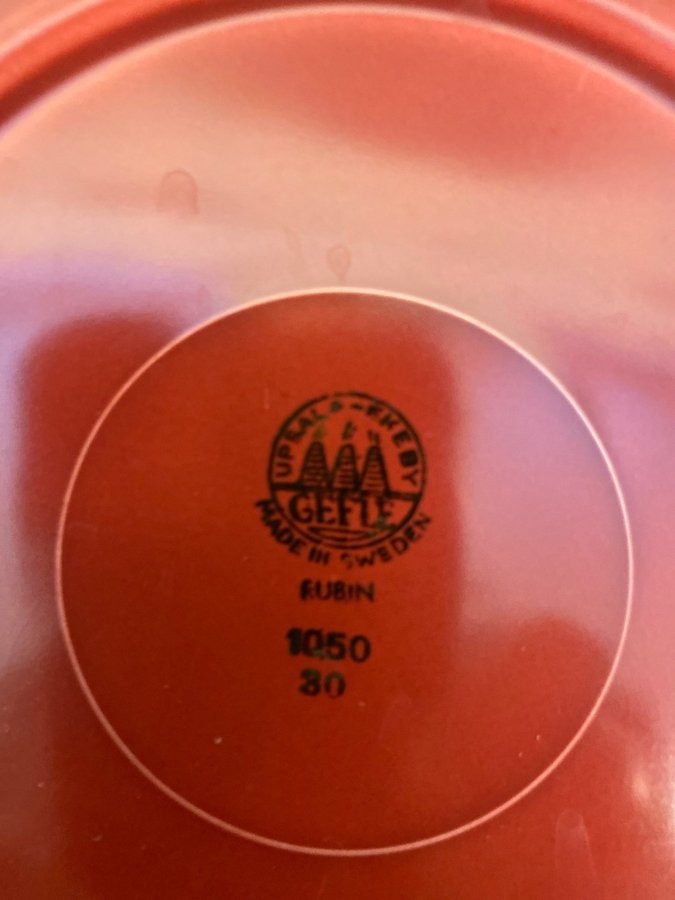 UPSALA-EKEBY
GEFLE
MADE IN SWEDEN
RUBIN
1050
30